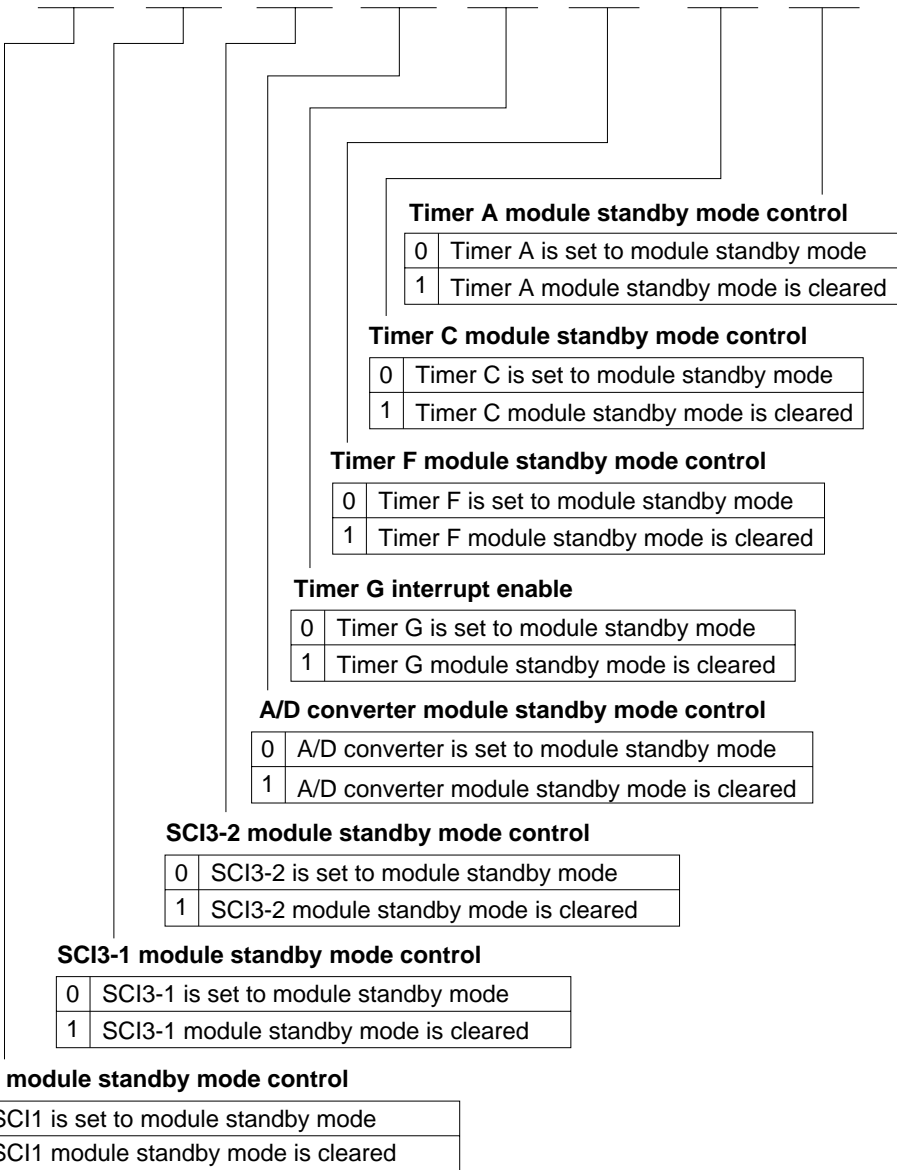 Timer A module standby mode control
0 Timer A is set to module standby mode
1 Timer A module standby mode is cleared
Timer C module standby mode control
0 Timer C is set to module standby mode
1 Timer C module standby mode is cleared
Timer F module standby mode control
0 Timer F is set to module standby mode
1 Timer F module standby mode is cleared
Timer G interrupt enable
0 Timer G is set to module standby mode
1 Timer G module standby mode is cleared
A/D converter module standby mode control
0 A/D converter is set to module standby mode
1 A/D converter module standby mode is cleared
SCI3-2 module standby mode control
0 SCI3-2 is set to module standby mode
1 SCI3-2 module standby mode is cleared
SCI3-1 module standby mode control
0 SCI3-1 is set to module standby mode
1 SCI3-1 module standby mode is cleared
module standby mode control
SCI1 is set to module standby mode
SCI1 module standby mode is cleared